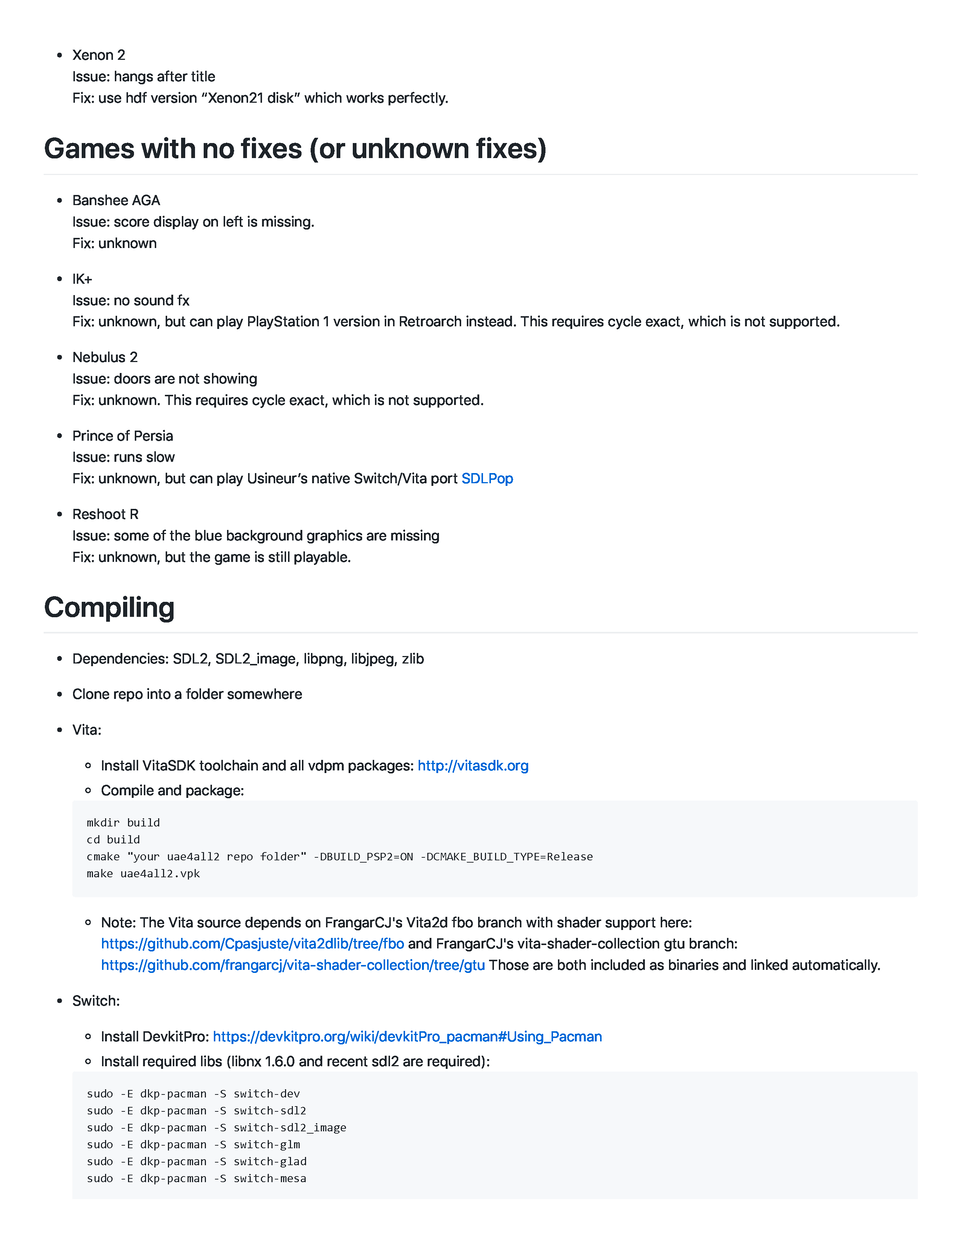 Xenon 2
Issue: hangs after title
Fix: use hdf version “Xenon21 disk” which works perfectly.
Games with no fixes (or unknown fixes)
Banshee AGA
Issue: score display on left is missing.
Fix: unknown
IK+
Issue: no sound fx
Fix: unknown, but can play PlayStation 1 version in Retroarch instead. This requires cycle exact, which is not supported.
Nebulus 2
Issue: doors are not showing
Fix: unknown. This requires cycle exact, which is not supported.
Prince of Persia
Issue: runs slow
Fix: unknown, but can play Usineur’s native Switch/Vita port SDLPop
Reshoot R
Issue: some of the blue background graphics are missing
Fix: unknown, but the game is still playable.
Compiling
Dependencies: SDL2, SDL2_image, libpng, libjpeg, zlib
Clone repo into a folder somewhere
Vita:
Install VitaSDK toolchain and all vdpm packages: http://vitasdk.org
Compile and package:
mkdir build
cd build
cmake "your uae4all2 repo folder" -DBUILD_PSP2=ON -DCMAKE_BUILD_TYPE=Release
make uae4all2.vpk
Note: The Vita source depends on FrangarCJ's Vita2d fbo branch with shader support here:
https://github.com/Cpasjuste/vita2dlib/tree/fbo and FrangarCJ's vita-shader-collection gtu branch:
https://github.com/frangarcj/vita-shader-collection/tree/gtu Those are both included as binaries and linked automatically.
Switch:
Install DevkitPro: https://devkitpro.org/wiki/devkitPro_pacman#Using_Pacman
Install required libs (libnx 1.6.0 and recent sdl2 are required):
sudo -E dkp-pacman -S switch-dev
sudo -E dkp-pacman -S switch-sdl2
sudo -E dkp-pacman -S switch-sdl2_image
sudo -E dkp-pacman -S switch-glm
sudo -E dkp-pacman -S switch-glad
sudo -E dkp-pacman -S switch-mesa